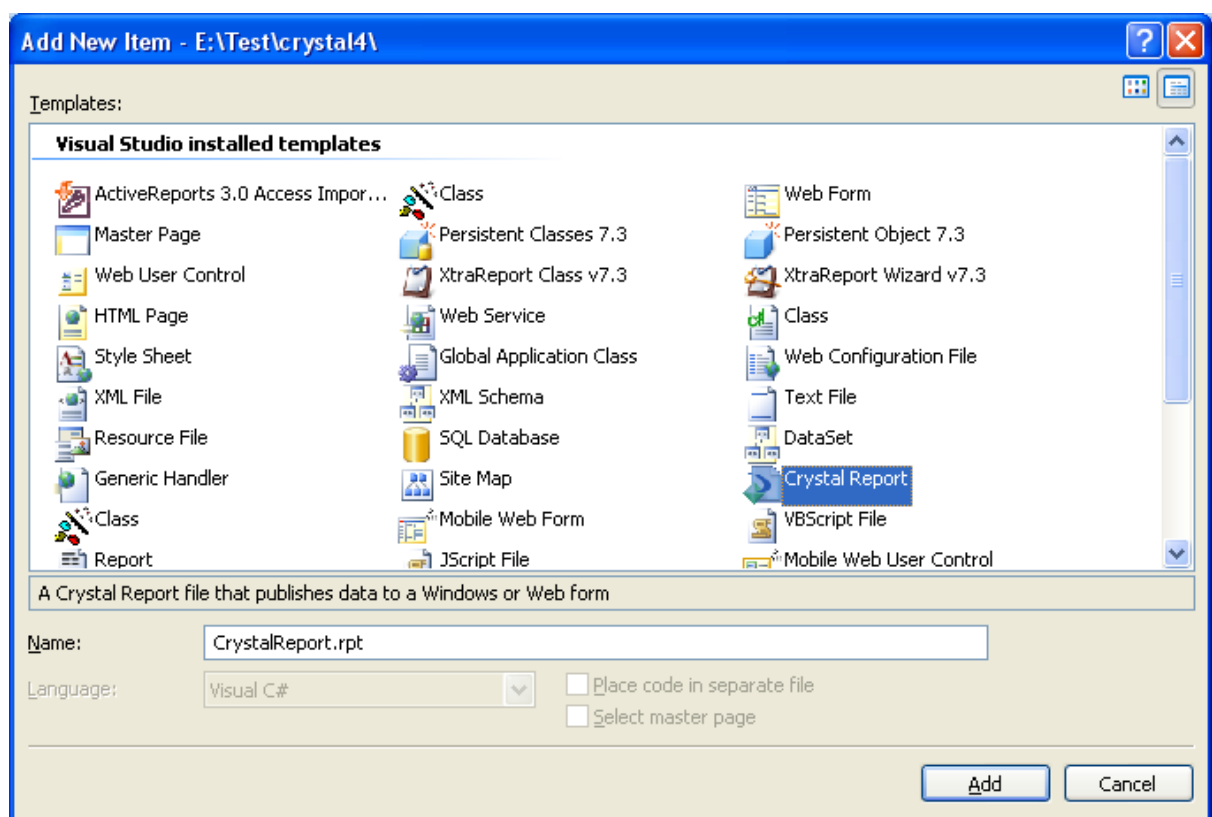 Add New Item - E:\Test\crystal4\
Templates:
Visual Studio installed templates
ActiveReports 3.0 Access Impor... Class Web Form
Master Page Persistent Classes 7.3 Persistent Object 7.3
Web User Control XtraReport Class v7.3 XtraReport Wizard v7.3
HTML Page Web Service Class
Style Sheet Global Application Class Web Configuration File
XML File XML Schema Text File
Resource File SQL Database DataSet
Generic Handler Site Map Crystal Report
Class Mobile Web Form VBScript File
Report JScript File Mobile Web User Control
A Crystal Report file that publishes data to a Windows or Web form
Name: CrystalReport.rpt
Language: Visual C# Place code in separate file
Select master page
Add Cancel